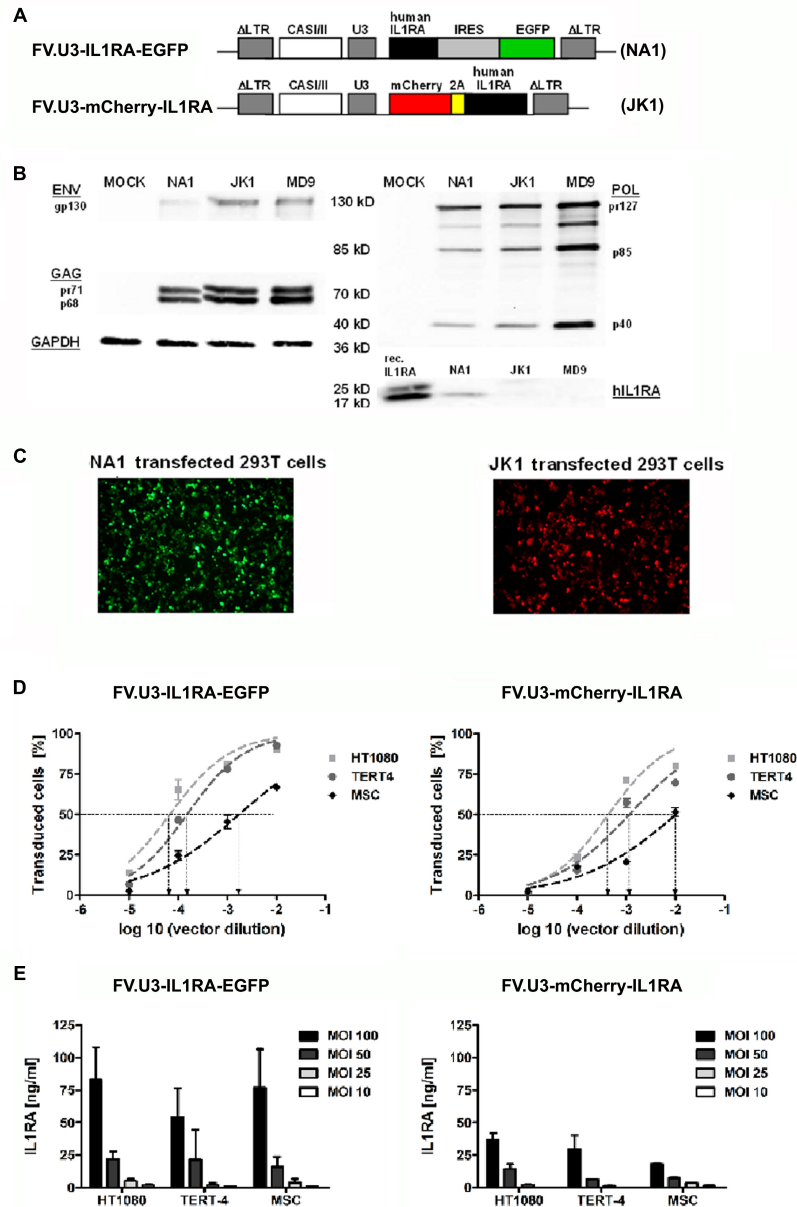 A
ΔLTR CASI/II U3 human IL1RA IRES EGFP ΔLTR
FV.U3-IL1RA-EGFP (NA1)
ΔLTR CASI/II U3 mCherry 2A human IL1RA ΔLTR
FV.U3-mCherry-IL1RA (JK1)
B
ENV MOCK NA1 JK1 MD9
gp130
GAG
pr71
p68
GAPDH
130 kD
85 kD
70 kD
40 kD
36 kD
25 kD
17 kD
MOCK NA1 JK1 MD9 POL
pr127
p85
p40
rec. IL1RA NA1 JK1 MD9
hIL1RA
C
NA1 transfected 293T cells
JK1 transfected 293T cells
D
FV.U3-IL1RA-EGFP
Transduced cells [%]
100
75
50
25
0
-6 -5 -4 -3 -2 -1
log 10 (vector dilution)
HT1080
TERT4
MSC
FV.U3-mCherry-IL1RA
Transduced cells [%]
100
75
50
25
0
-6 -5 -4 -3 -2 -1
log 10 (vector dilution)
HT1080
TERT4
MSC
E
FV.U3-IL1RA-EGFP
IL1RA [ng/ml]
125
100
75
50
25
0
HT1080 TERT-4 MSC
MOI 100
MOI 50
MOI 25
MOI 10
FV.U3-mCherry-IL1RA
IL1RA [ng/ml]
125
100
75
50
25
0
HT1080 TERT-4 MSC
MOI 100
MOI 50
MOI 25
MOI 10